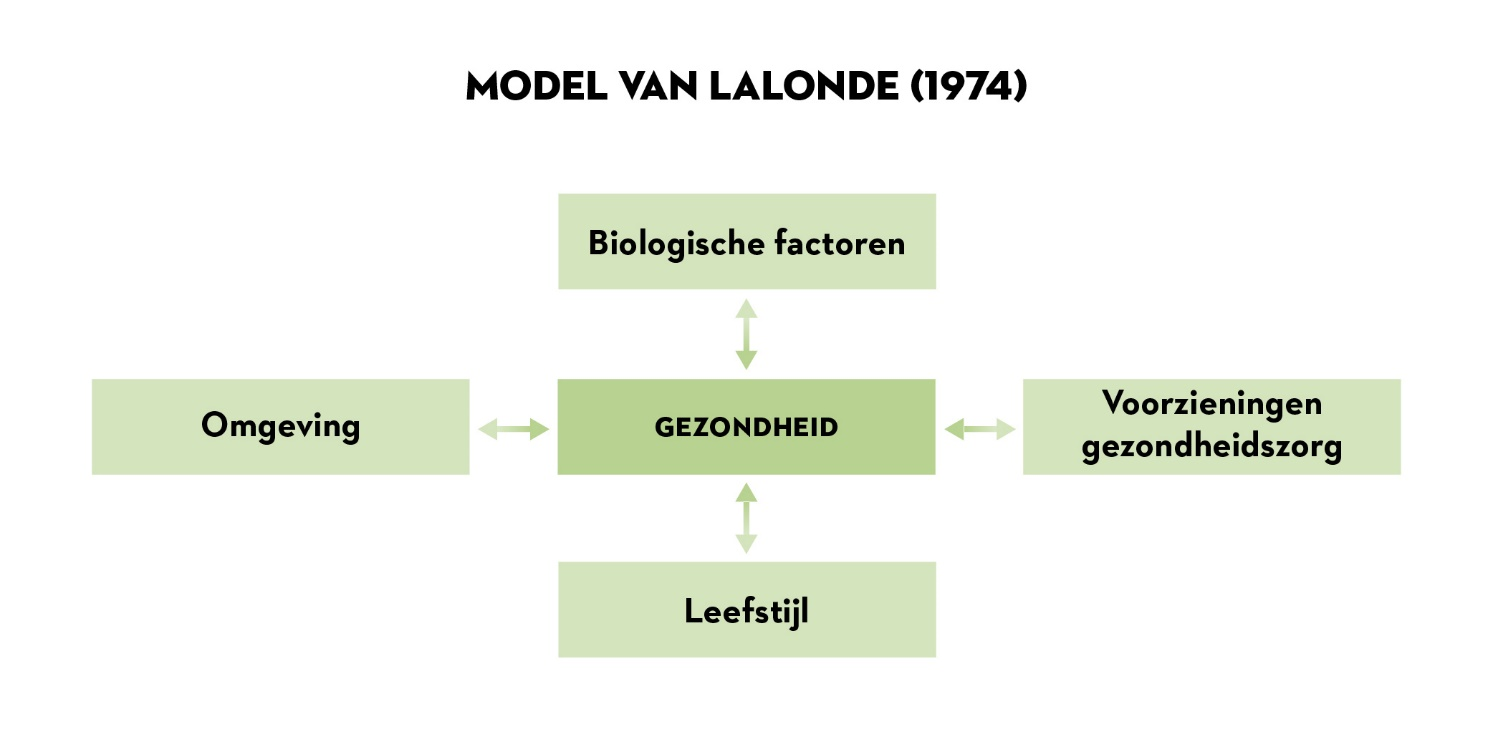 MODEL VAN LALONDE (1974)
Biologische factoren
Omgeving
GEZONDHEID
Voorzieningen
gezondheidszorg
Leefstijl